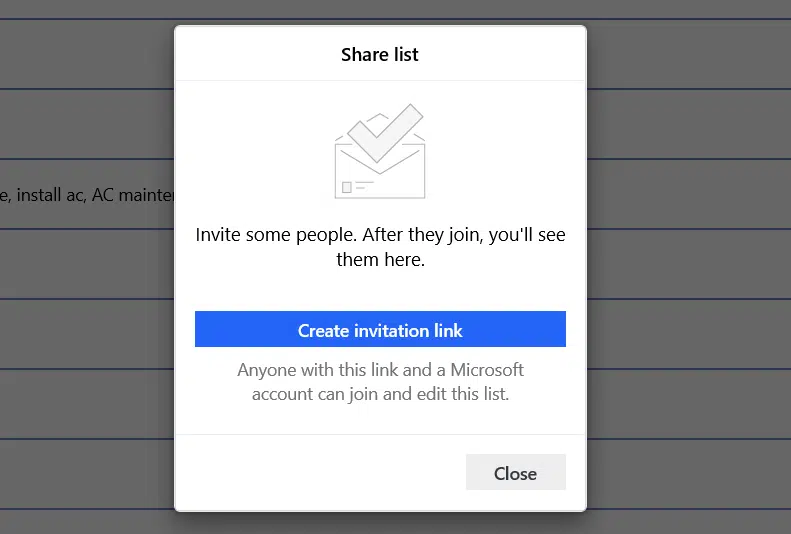 Share list
e, install ac, AC mainte
Invite some people. After they join, you'll see
them here.
Create invitation link
Anyone with this link and a Microsoft
account can join and edit this list.
Close